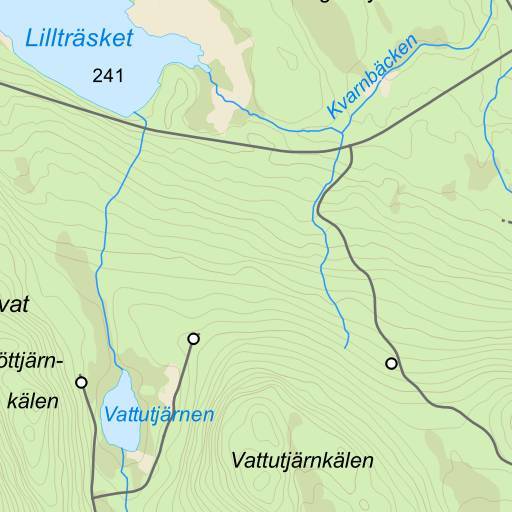 Lillträsket
241
Kvarnbäcken
vat
öttjärn-
kälen
Vattutjärnen
Vattutjärnkälen